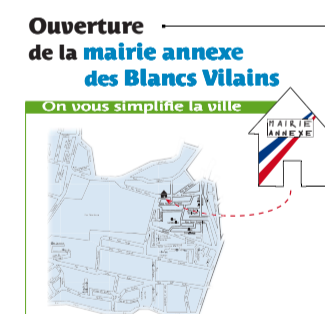 Ouverture
de la mairie annexe
des Blancs Vilains
On vous simplifie la ville
MAIRIE
ANNEXE